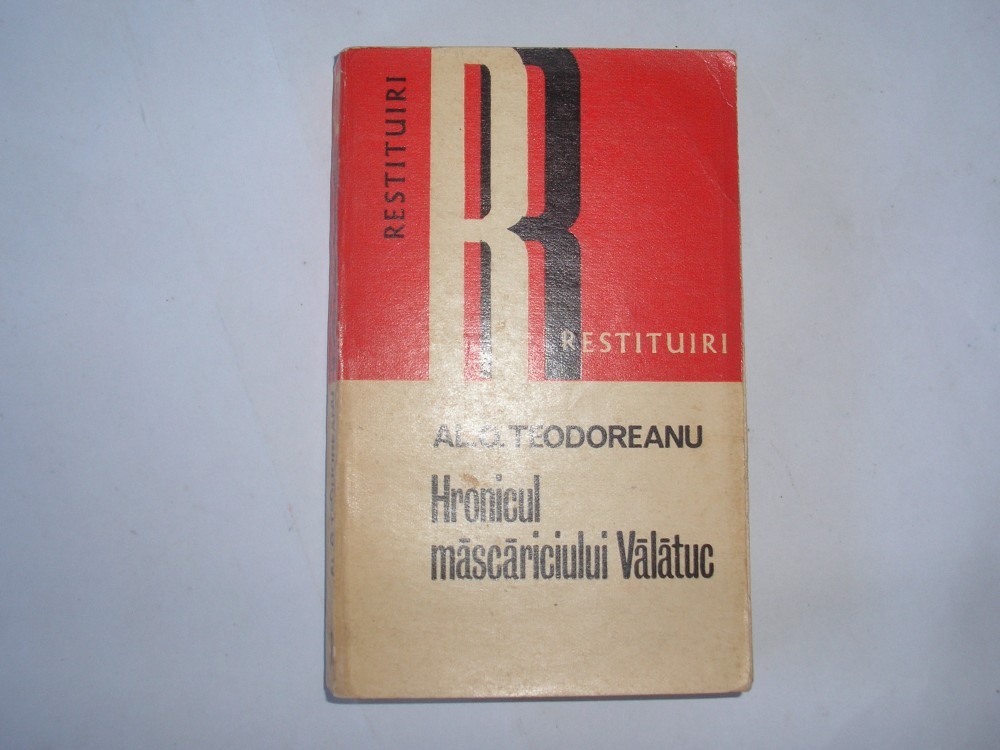 RESTITUIRI
R
RESTITUIRI
AL.O. TEODOREANU
Hronicul
măscăriciului Vălătuc